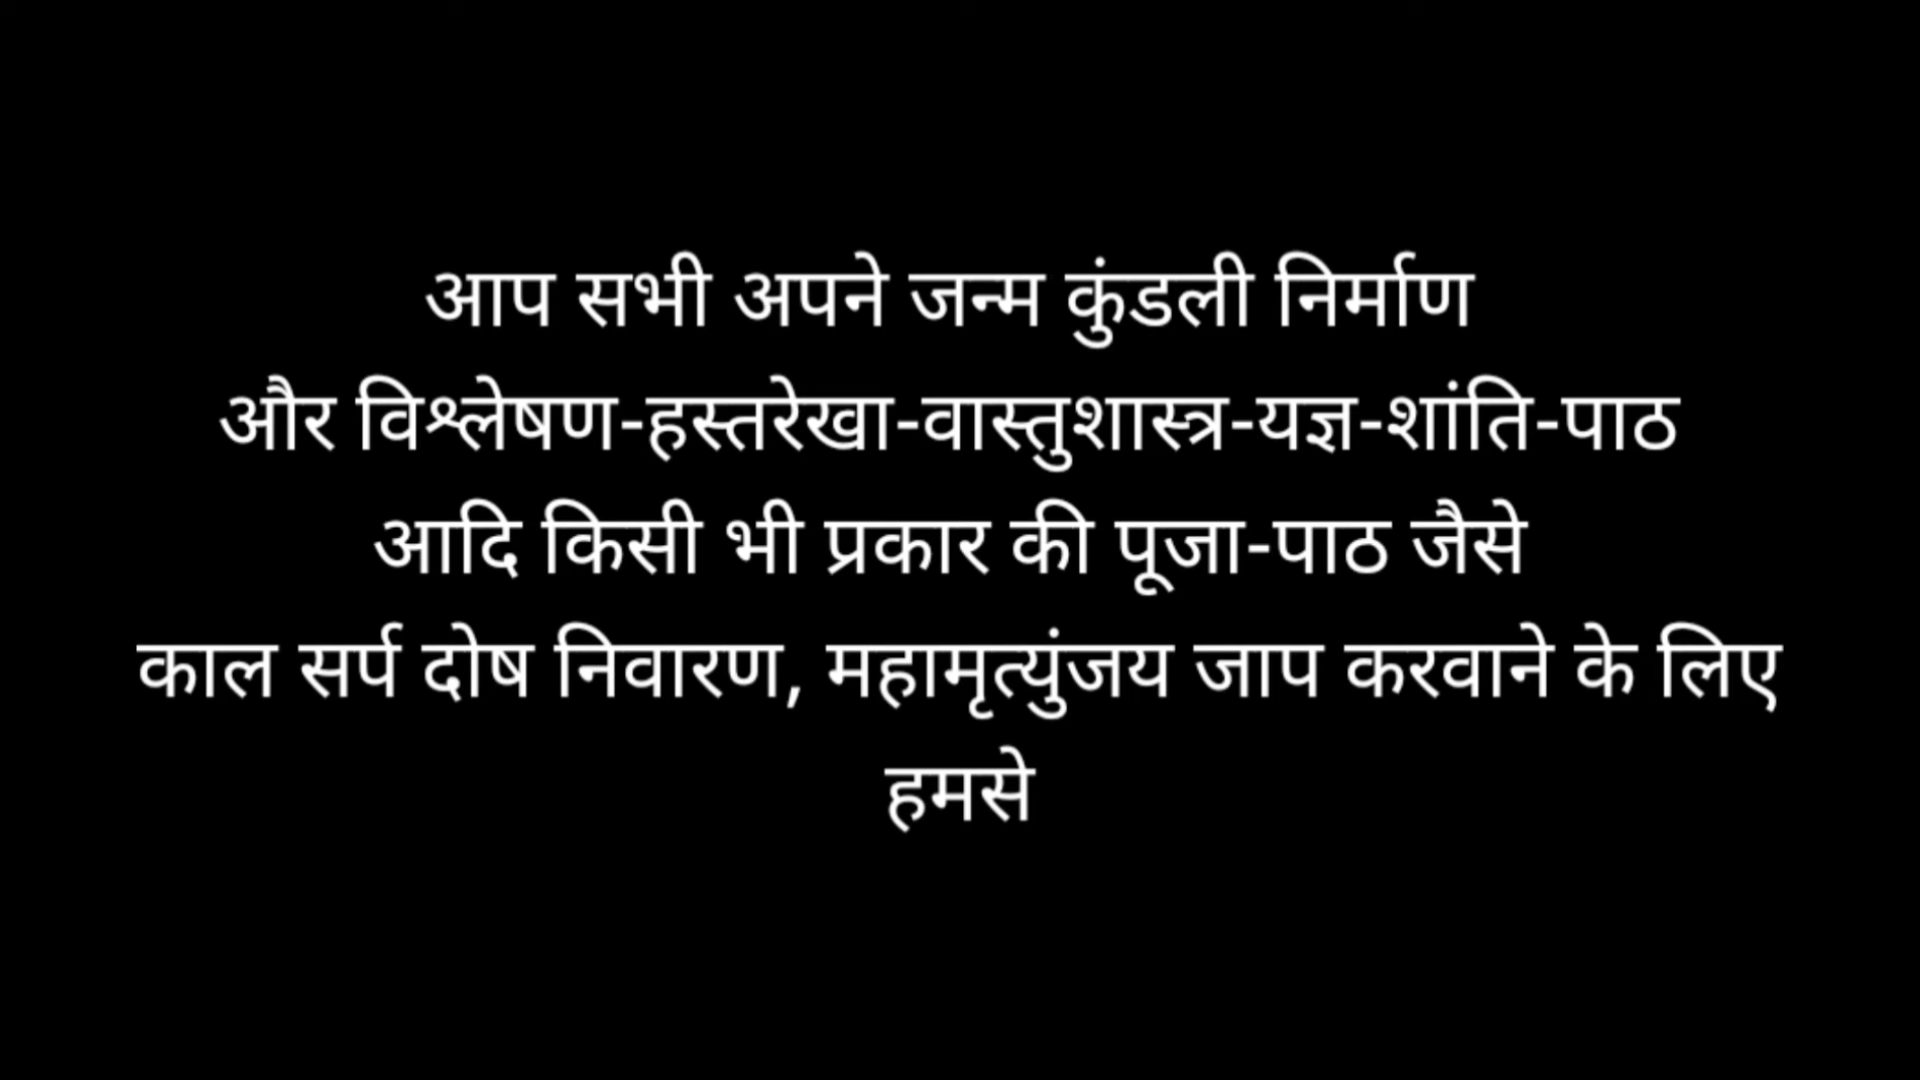 आप सभी अपने जन्म कुंडली निर्माण
और विश्लेषण-हस्तरेखा-वास्तुशास्त्र-यज्ञ-शांति-पाठ
आदि किसी भी प्रकार की पूजा-पाठ जैसे
काल सर्प दोष निवारण, महामृत्युंजय जाप करवाने के लिए
हमसे